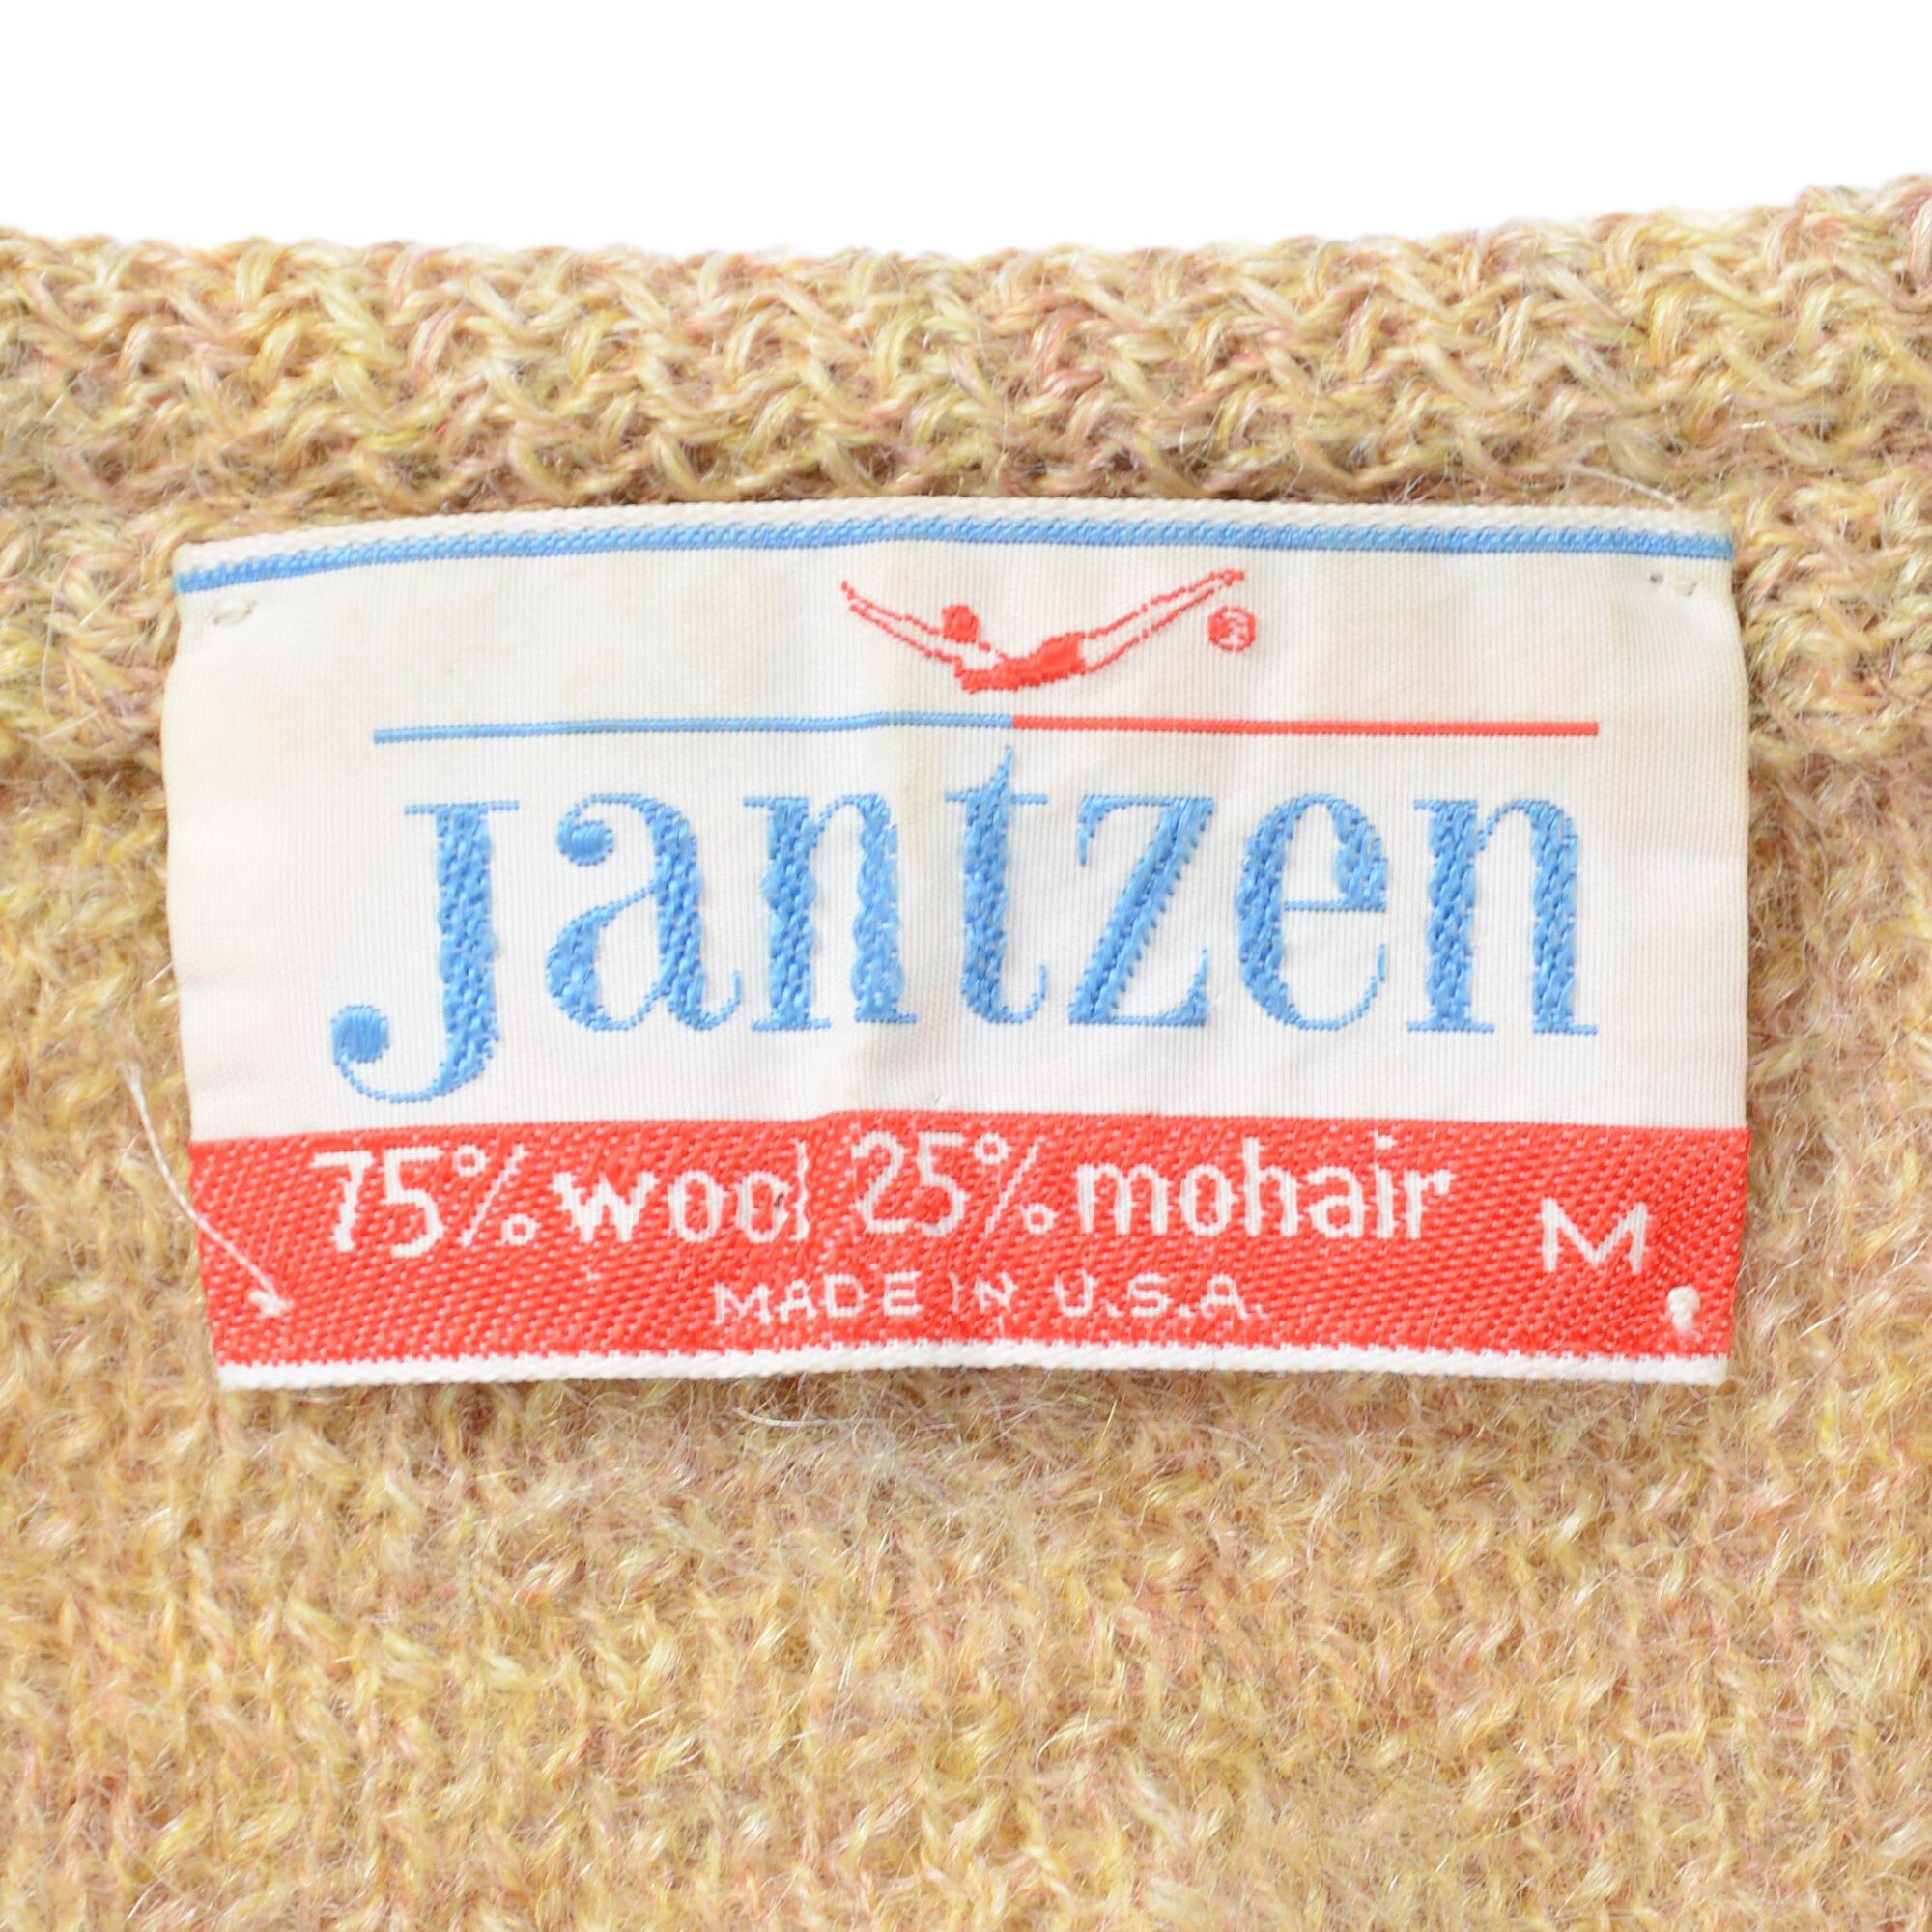 jantzen
75% wool 25% mohair M
MADE IN U.S.A.